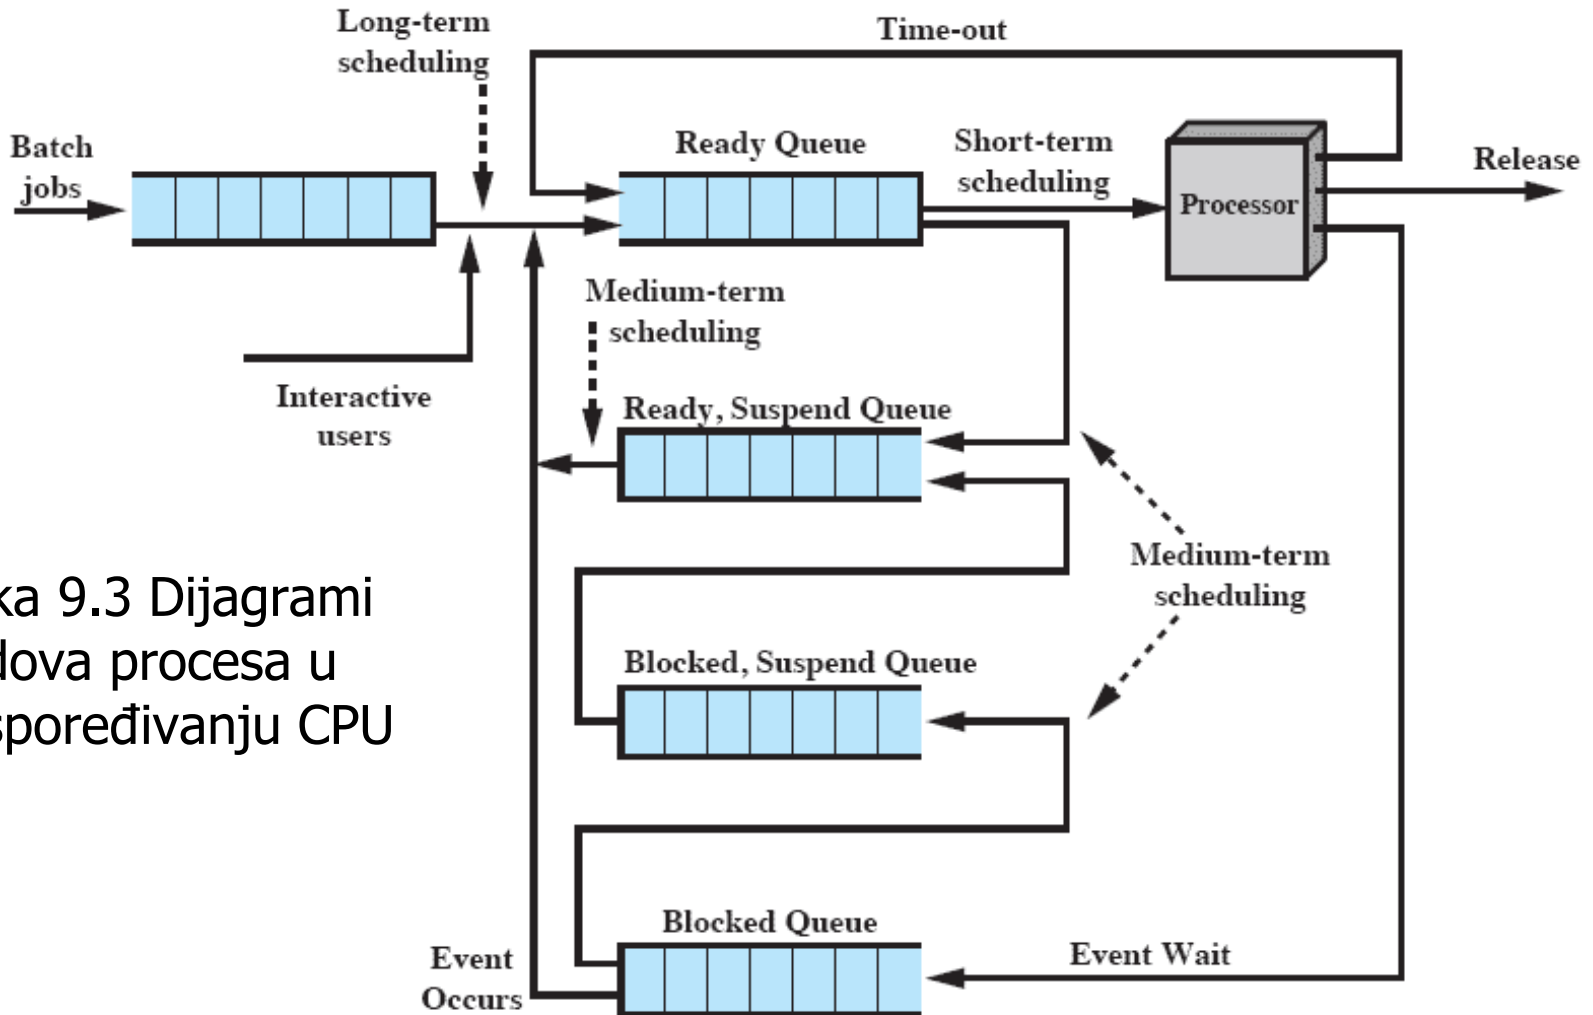 Long-term
scheduling
Time-out
Batch
jobs
Ready Queue
Short-term
scheduling
Processor
Release
Medium-term
scheduling
Interactive
users
Ready, Suspend Queue
Medium-term
scheduling
ka 9.3 Dijagrami
dova procesa u
spoređivanju CPU
Blocked, Suspend Queue
Blocked Queue
Event
Occurs
Event Wait